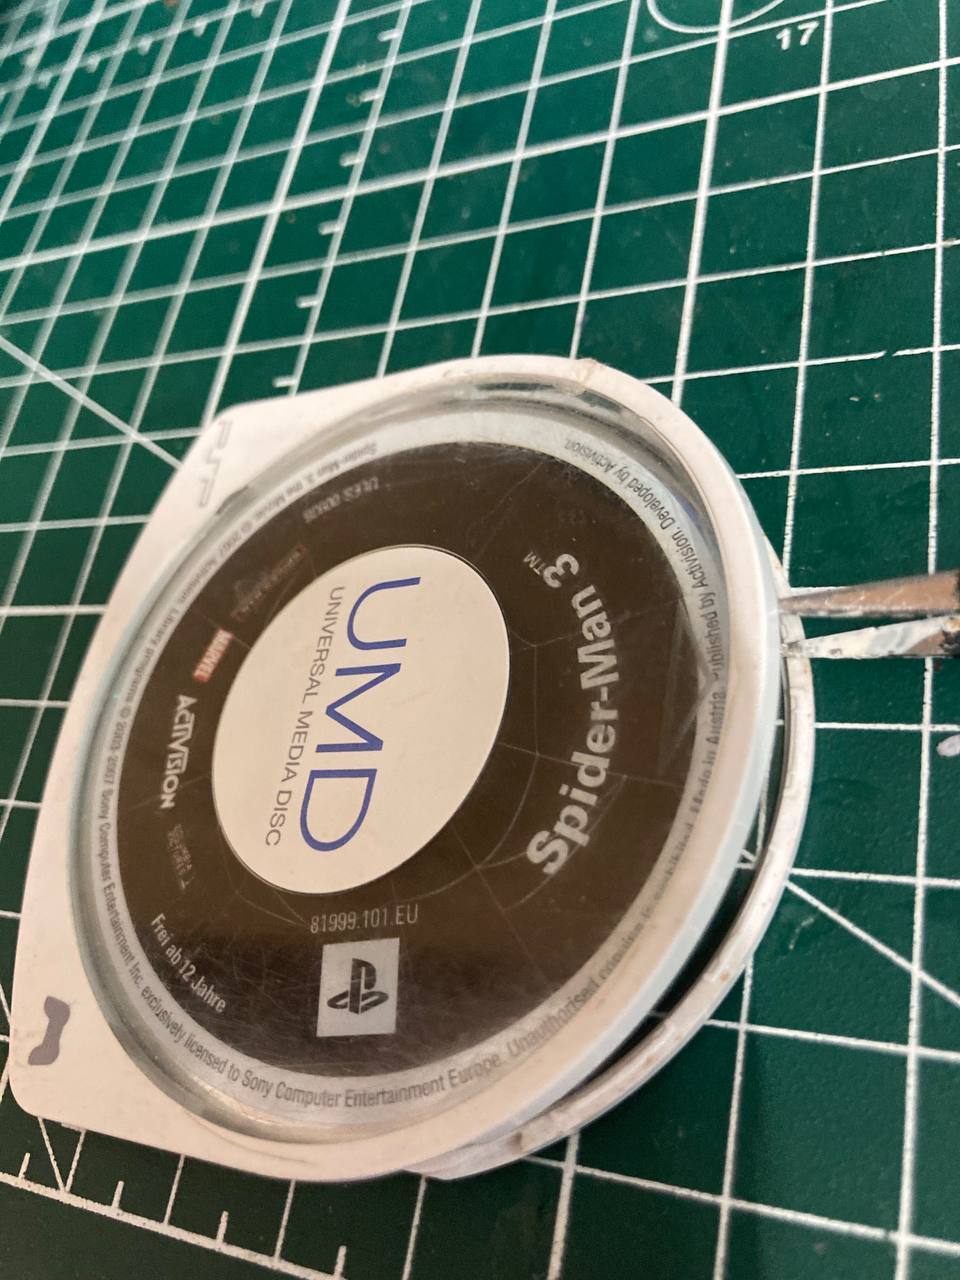 17
PSP
UMD
UNIVERSAL MEDIA DISC
Spider-Man 3™
MARVEL
ACTIVISION
81999.101.EU
Frei ab 12 Jahre
2007 Sony Computer Entertainment Inc. exclusively licensed to Sony Computer Entertainment Europe. Unauthorised
Made in Austria. Published by Activision. Developed by Activision.